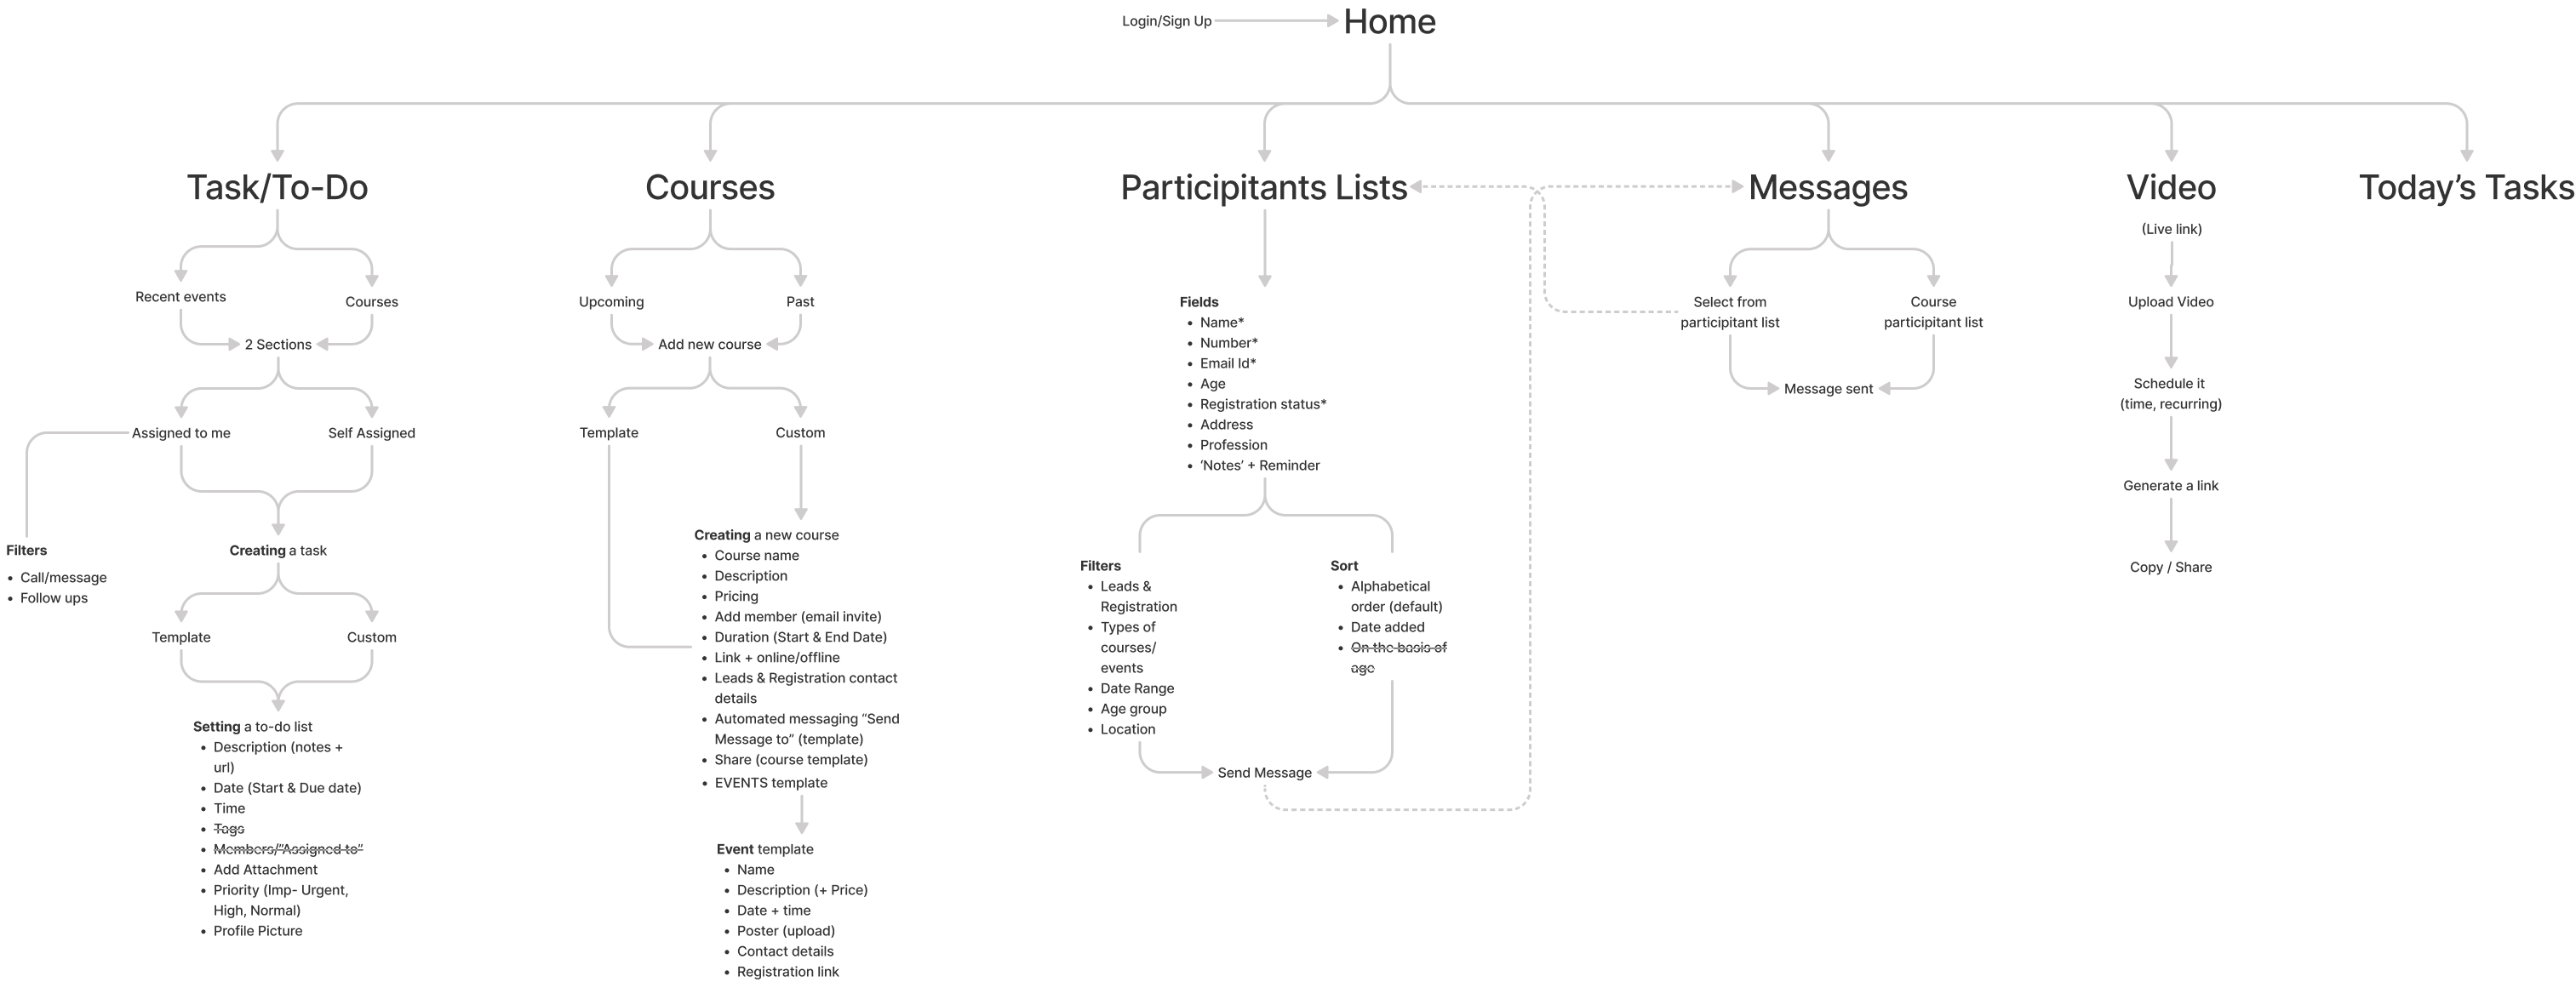 Login/Sign Up
Home
Task/To-Do
Recent events
Courses
2 Sections
Assigned to me
Self Assigned
Filters
• Call/message
• Follow ups
Creating a task
Template
Custom
Setting a to-do list
• Description (notes +
url)
• Date (Start & Due date)
• Time
• Tags
• Members/"Assigned to"
• Add Attachment
• Priority (Imp- Urgent,
High, Normal)
• Profile Picture
Courses
Upcoming
Past
Add new course
Template
Custom
Creating a new course
• Course name
• Description
• Pricing
• Add member (email invite)
• Duration (Start & End Date)
• Link + online/offline
• Leads & Registration contact
details
• Automated messaging “Send
Message to” (template)
• Share (course template)
• EVENTS template
Event template
• Name
• Description (+ Price)
• Date + time
• Poster (upload)
• Contact details
• Registration link
Participitants Lists
Fields
• Name*
• Number*
• Email Id*
• Age
• Registration status*
• Address
• Profession
• ‘Notes’ + Reminder
Filters
• Leads &
Registration
• Types of
courses/
events
• Date Range
• Age group
• Location
Sort
• Alphabetical
order (default)
• Date added
• On the basis of
age
Send Message
Messages
Select from
participitant list
Course
participitant list
Message sent
Video
(Live link)
Upload Video
Schedule it
(time, recurring)
Generate a link
Copy / Share
Today’s Tasks